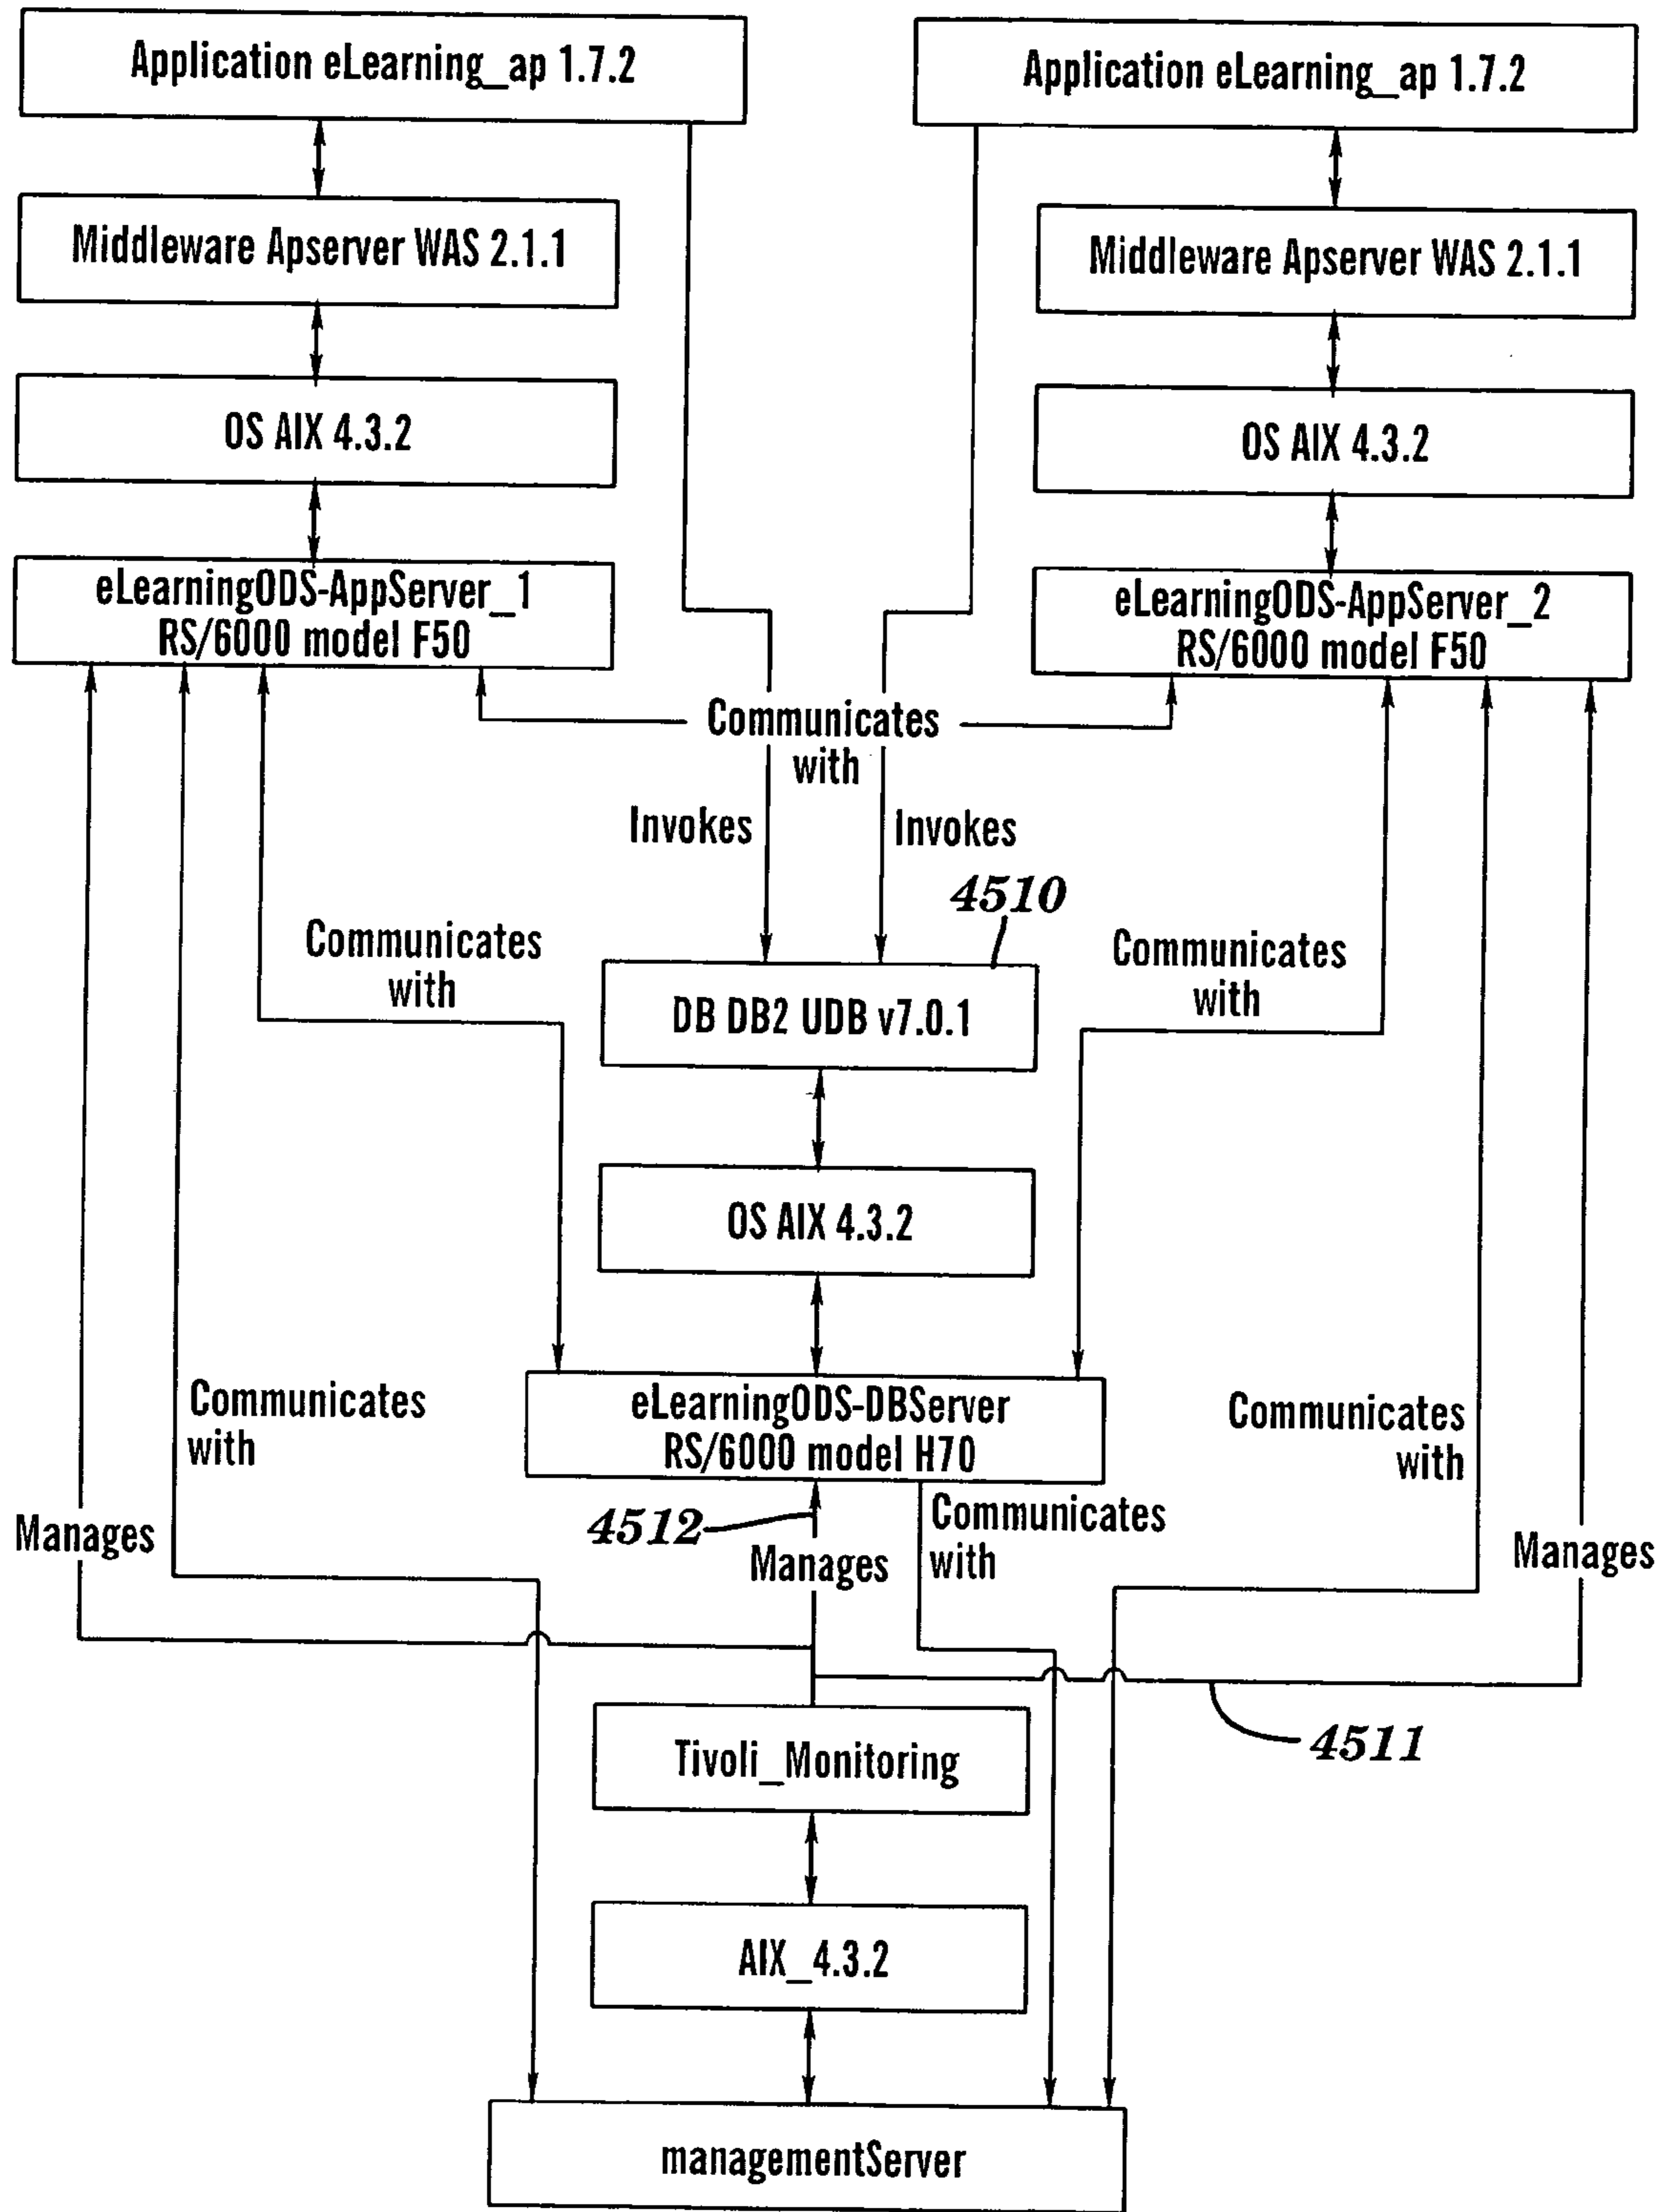 Application eLearning_ap 1.7.2
Application eLearning_ap 1.7.2
Middleware Apserver WAS 2.1.1
Middleware Apserver WAS 2.1.1
OS AIX 4.3.2
OS AIX 4.3.2
eLearningODS-AppServer_1
RS/6000 model F50
eLearningODS-AppServer_2
RS/6000 model F50
Communicates
with
Invokes
Invokes
4510
Communicates
with
Communicates
with
DB DB2 UDB v7.0.1
OS AIX 4.3.2
eLearningODS-DBServer
RS/6000 model H70
Communicates
with
Communicates
with
Manages
4512
Manages
Communicates
with
Manages
Tivoli_Monitoring
4511
AIX_4.3.2
managementServer